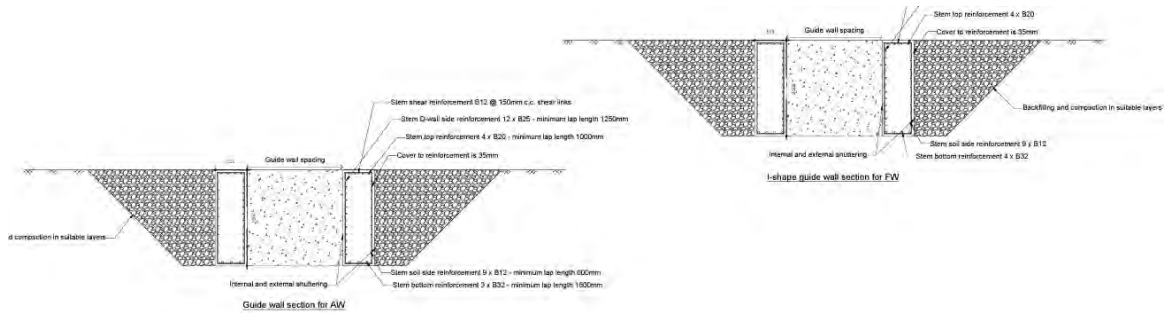 Stem top reinforcement 4 x B20
Guide wall spacing
Cover to reinforcement is 35mm
Backfilling and compaction in suitable layers
Internal and external shuttering
Stem soil side reinforcement 9 x B12
Stem bottom reinforcement 4 x B32
I-shape guide wall section for FW
Stem shear reinforcement B12 @ 150mm c.c. shear links
Stem D-wall side reinforcement 12 x B25 - minimum lap length 1250mm
Stem top reinforcement 4 x B20 - minimum lap length 1000mm
Guide wall spacing
Cover to reinforcement is 35mm
d compaction in suitable layers
Stem soil side reinforcement 9 x B12 - minimum lap length 600mm
Internal and external shuttering
Stem bottom reinforcement 3 x B32 - minimum lap length 1600mm
Guide wall section for AW